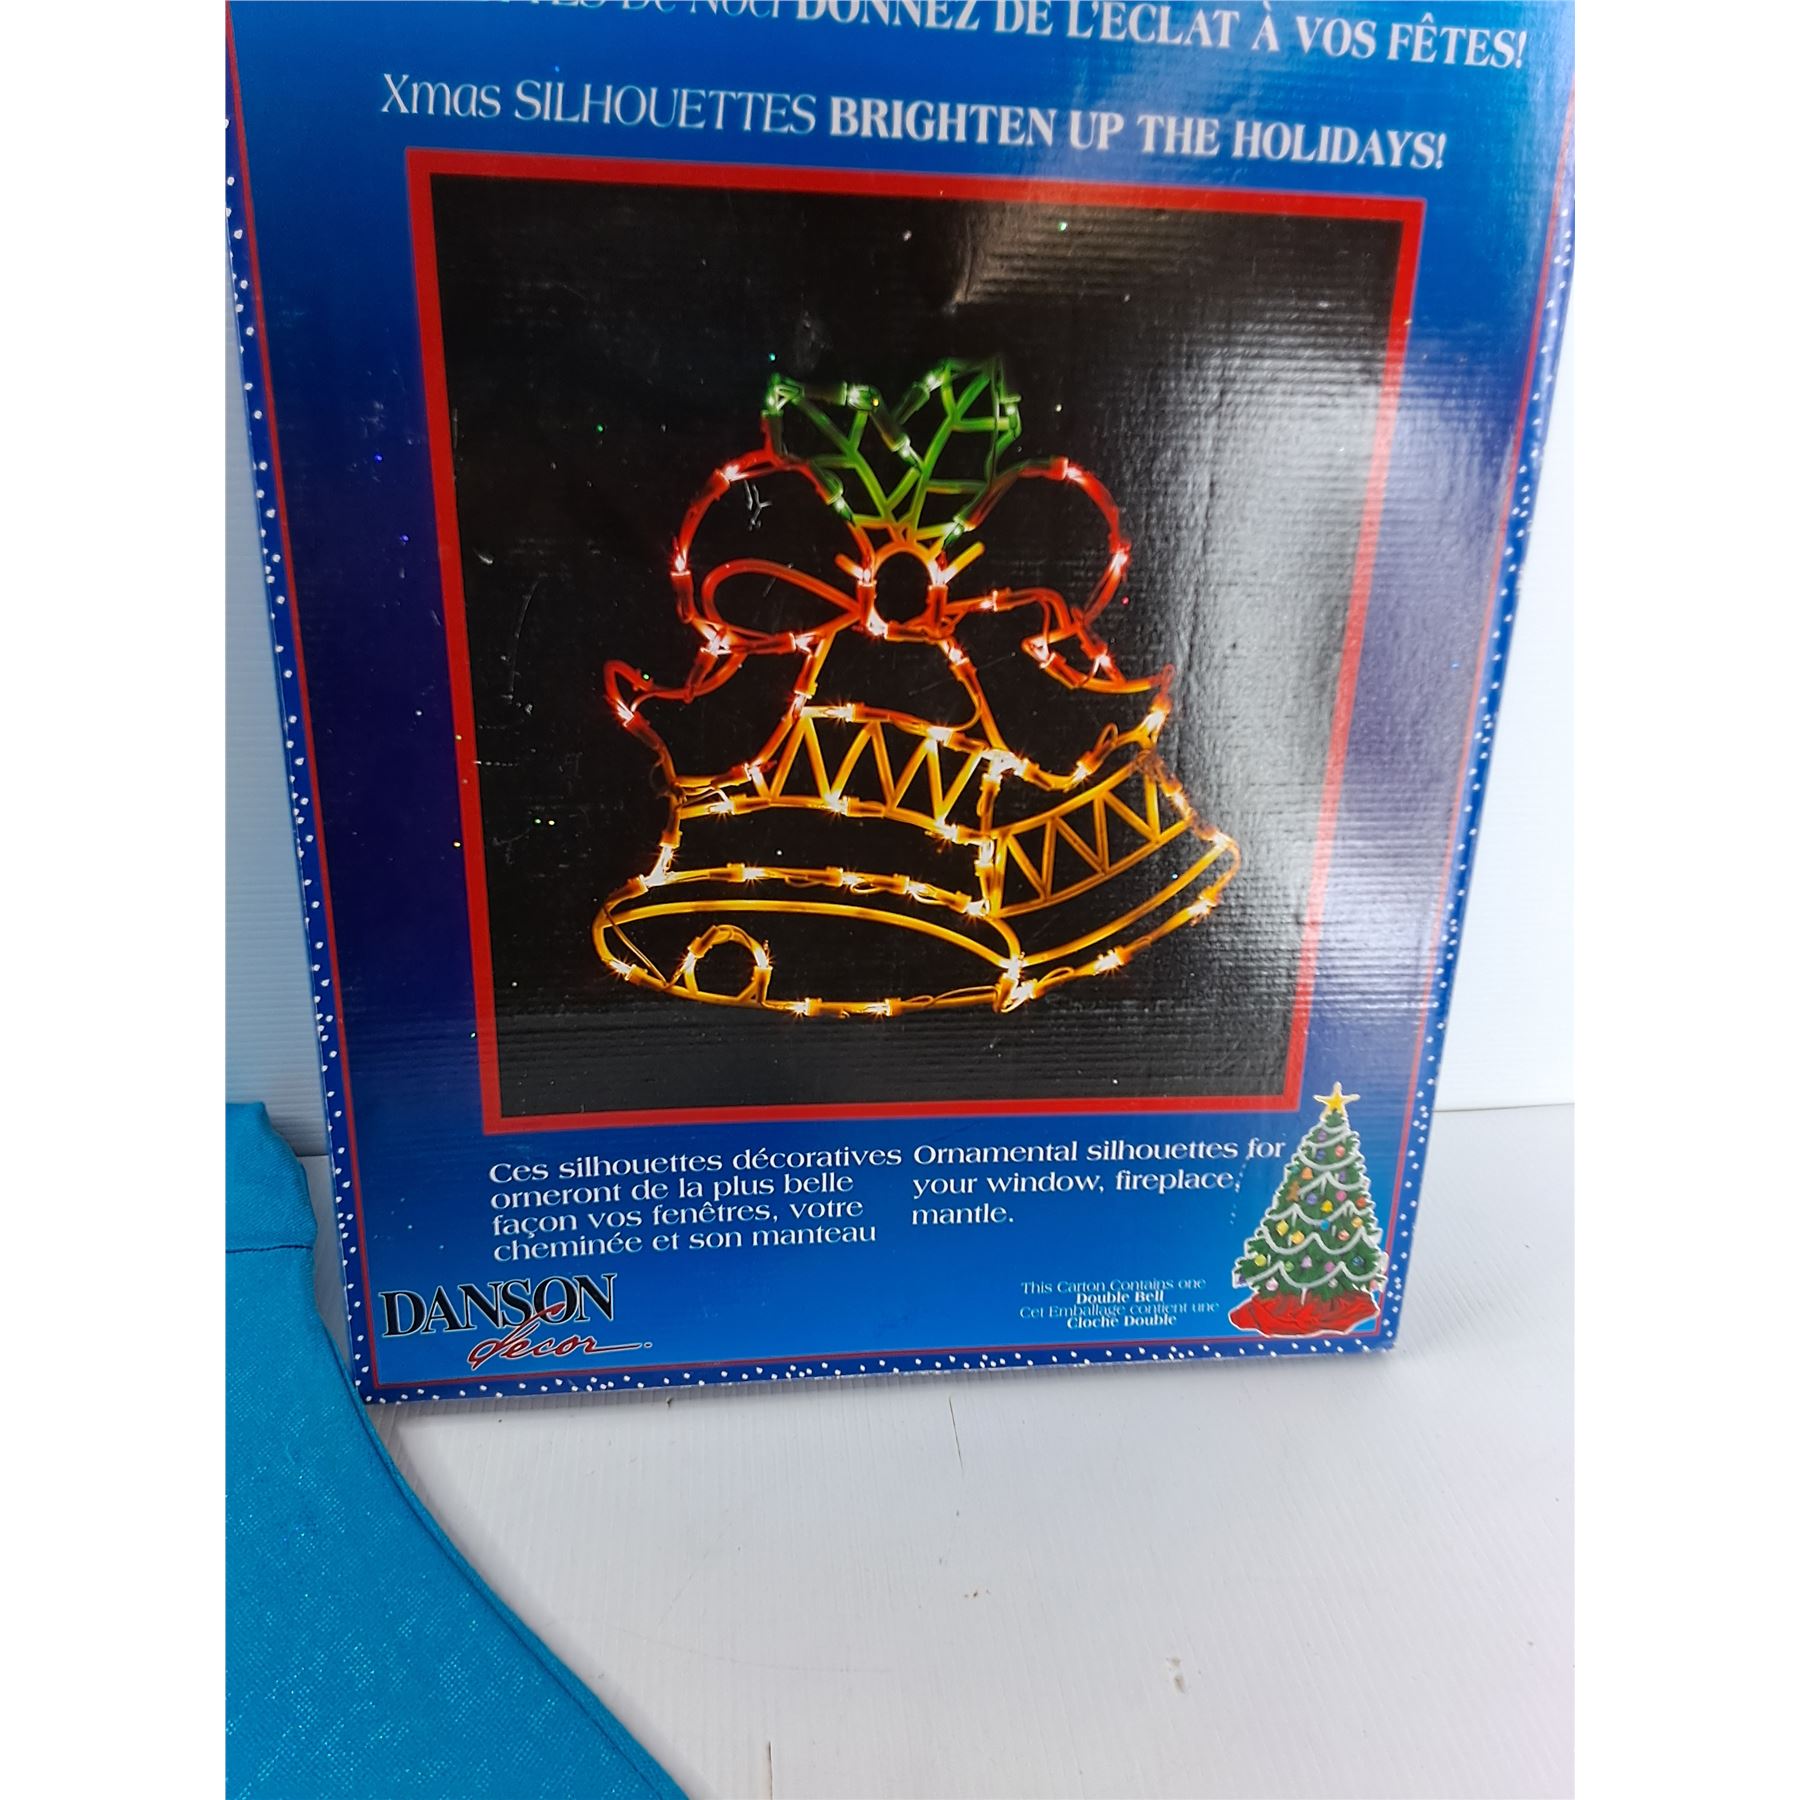 De Noël DONNEZ DE L'ECLAT À VOS FÊTES!
Xmas SILHOUETTES BRIGHTEN UP THE HOLIDAYS!
Ces silhouettes décoratives
orneront de la plus belle
façon vos fenêtres, votre
cheminée et son manteau
Ornamental silhouettes for
your window, fireplace,
mantle.
This Carton Contains one
Double Bell
Cet Emballage contient une
Cloche Double
DANSON
decor